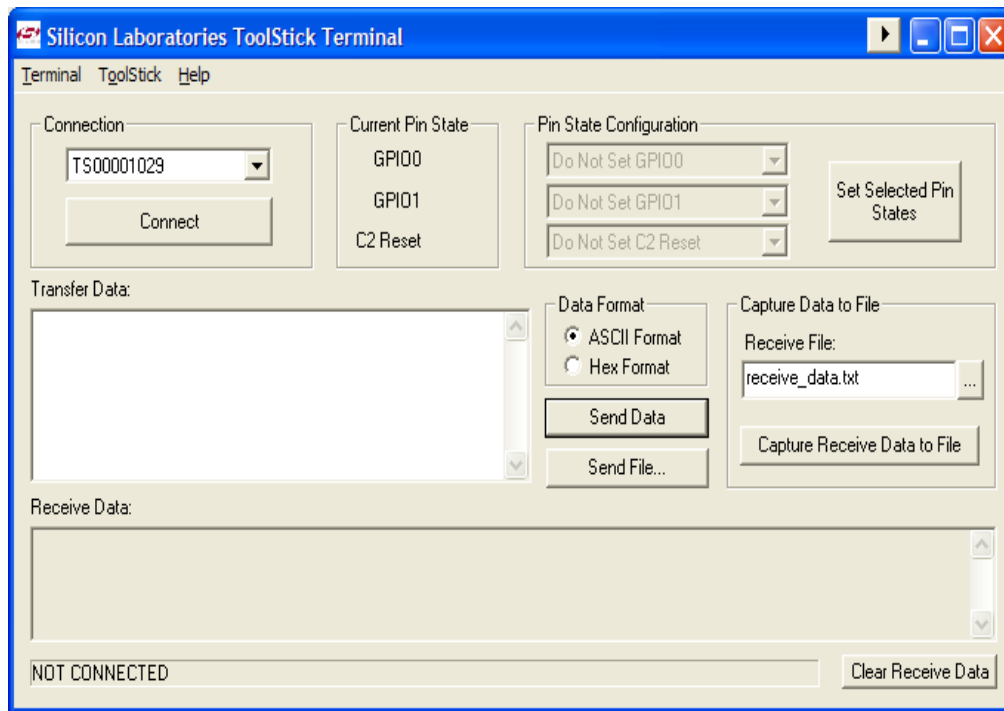 Silicon Laboratories ToolStick Terminal
Terminal ToolStick Help
Connection
TS00001029
Connect
Current Pin State
GPIO0
GPIO1
C2 Reset
Pin State Configuration
Do Not Set GPIO0
Do Not Set GPIO1
Do Not Set C2 Reset
Set Selected Pin
States
Transfer Data:
Data Format
ASCII Format
Hex Format
Send Data
Send File...
Capture Data to File
Receive File:
receive_data.txt
...
Capture Receive Data to File
Receive Data:
NOT CONNECTED
Clear Receive Data